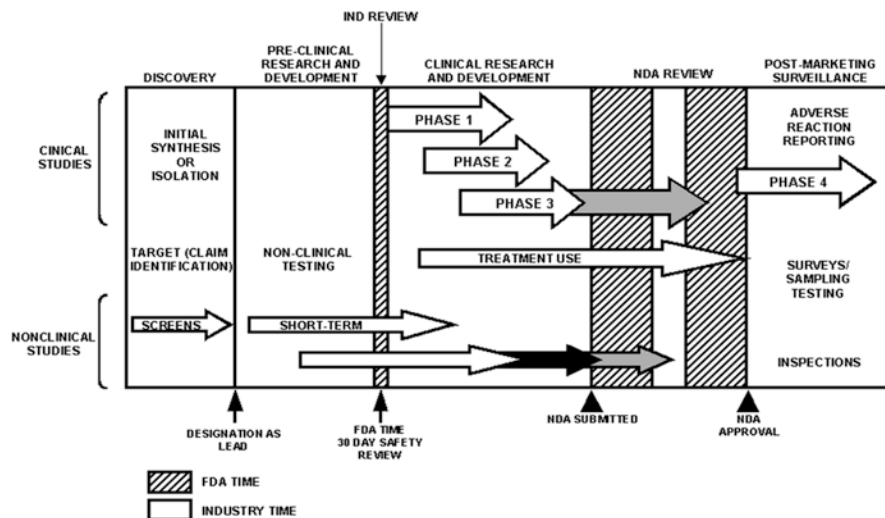 IND REVIEW
PRE-CLINICAL
RESEARCH AND
DEVELOPMENT
CLINICAL RESEARCH
AND DEVELOPMENT
POST-MARKETING
SURVEILLANCE
DISCOVERY
NDA REVIEW
CINICAL
STUDIES
INITIAL
SYNTHESIS
OR
ISOLATION
PHASE 1
PHASE 2
PHASE 3
ADVERSE
REACTION
REPORTING
PHASE 4
TARGET (CLAIM
IDENTIFICATION)
NON-CLINICAL
TESTING
TREATMENT USE
SURVEYS/
SAMPLING
TESTING
NONCLINICAL
STUDIES
SCREENS
SHORT-TERM
INSPECTIONS
DESIGNATION AS
LEAD
FDA TIME
30 DAY SAFETY
REVIEW
NDA SUBMITTED
NDA
APPROVAL
FDA TIME
INDUSTRY TIME